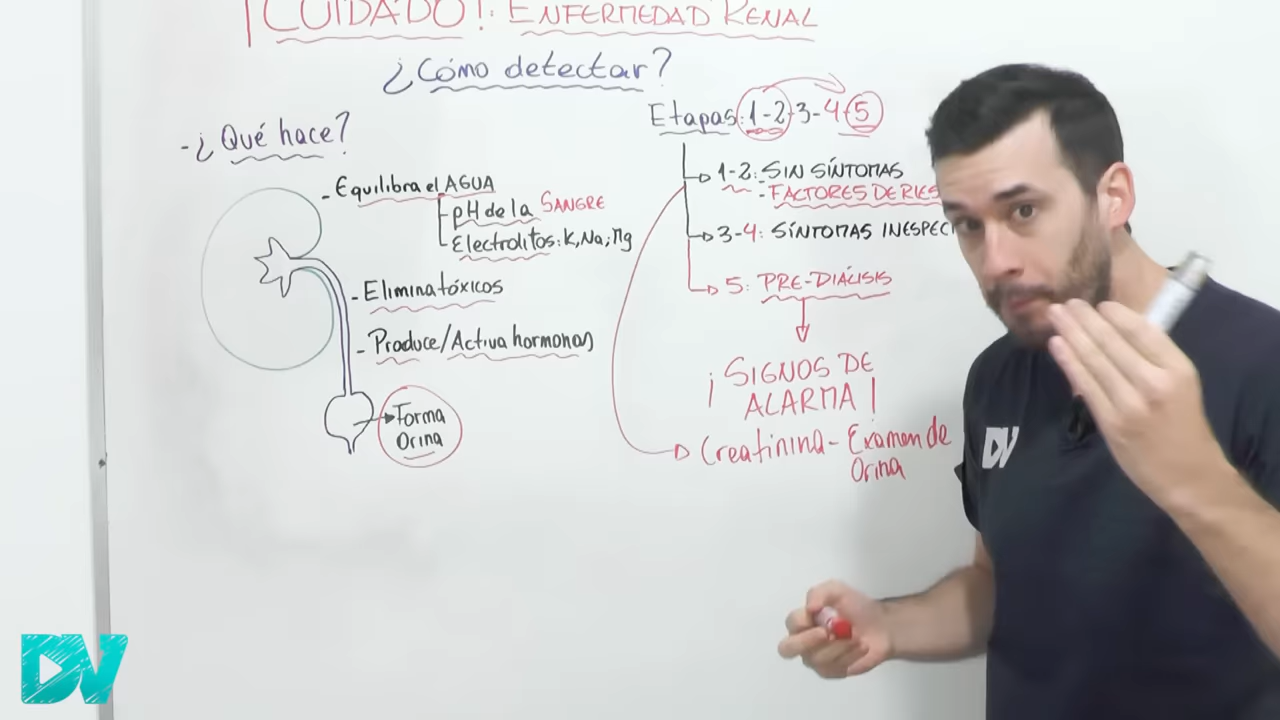 ¡CUIDADO!: ENFERMEDAD RENAL
¿Cómo detectar?
-¿Qué hace?
- Equilibra el AGUA
pH de la SANGRE
Electrolitos: K, Na; Mg
- Elimina tóxicos
- Produce/Activa hormonas
Forma
Orina
Etapas: 1-2-3-4-5
1-2: SIN SÍNTOMAS
- FACTORES DE RIES
3-4: SÍNTOMAS INESPECÍ
5: PRE-DIÁLISIS
¡SIGNOS DE
ALARMA!
Creatinina - Examen de
Orina
DV
DV